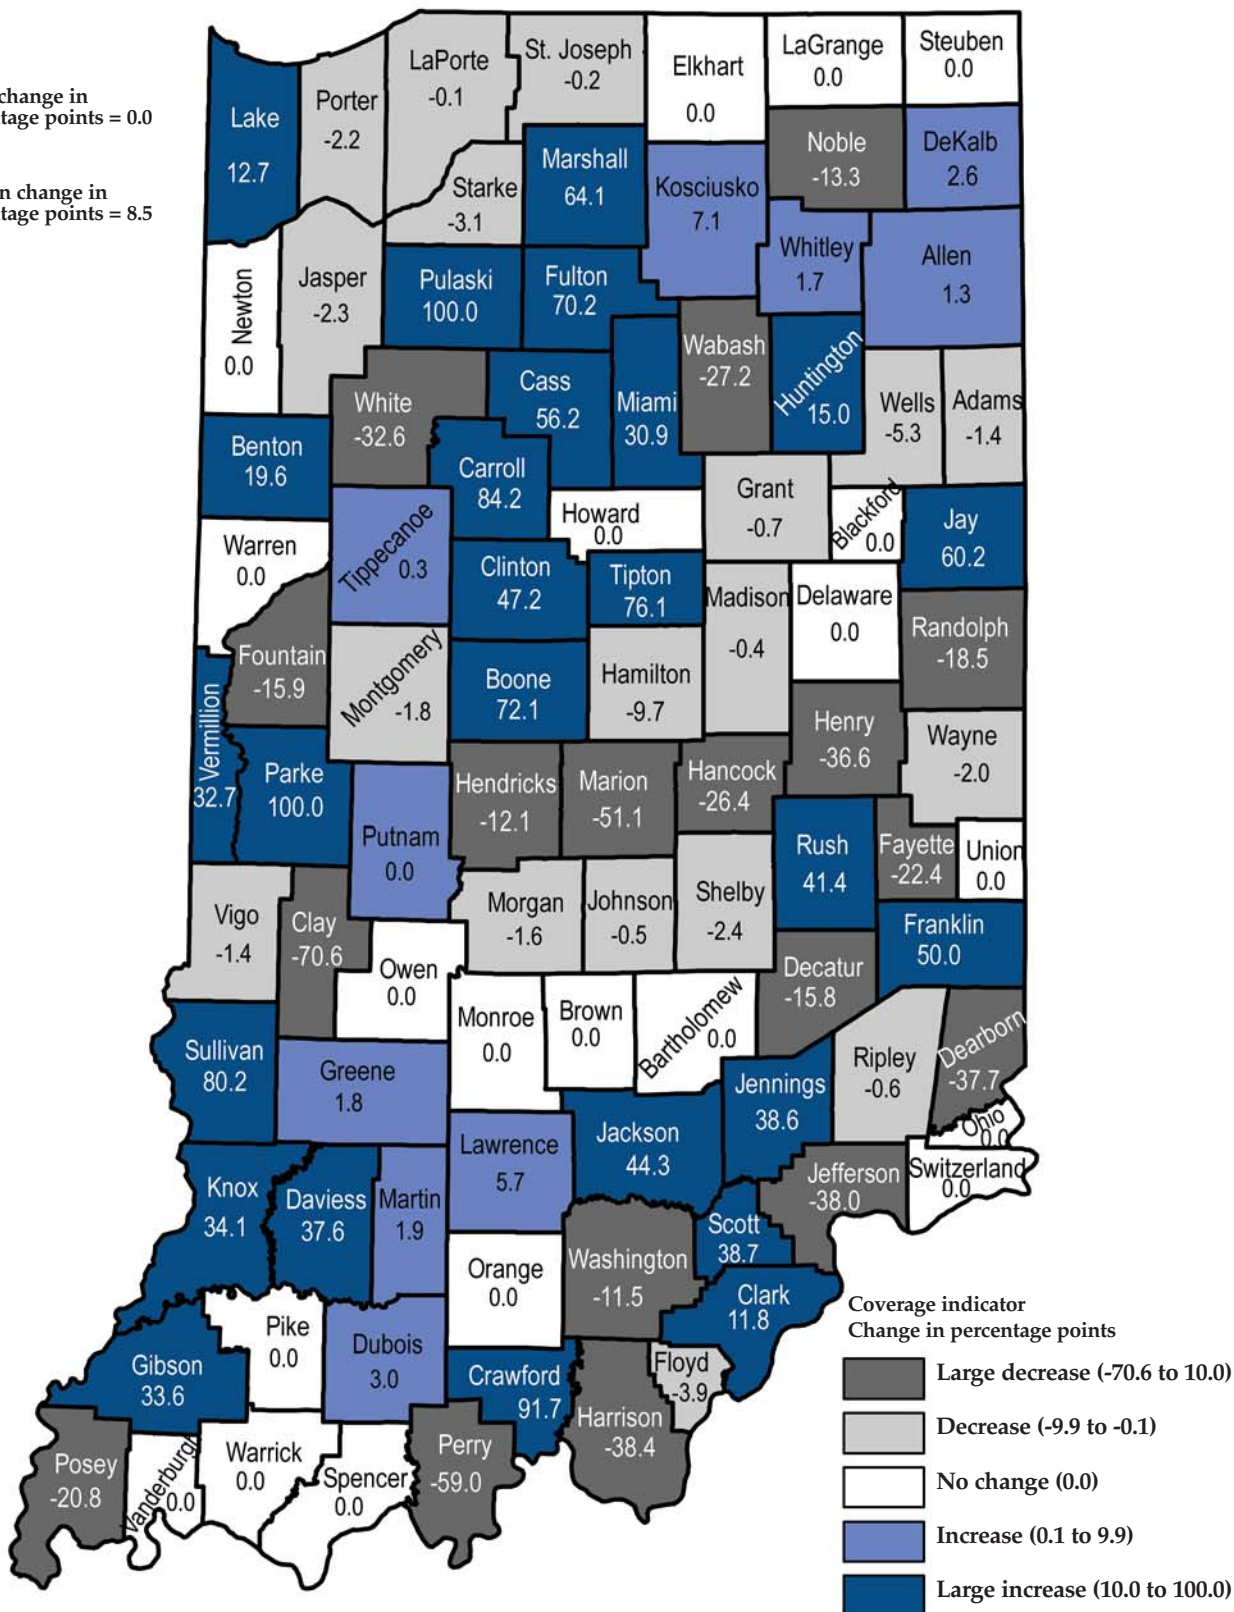 change in
tage points = 0.0
n change in
tage points = 8.5
Lake
12.7
Porter
-2.2
LaPorte
-0.1
St. Joseph
-0.2
Elkhart
0.0
LaGrange
0.0
Steuben
0.0
Starke
-3.1
Marshall
64.1
Kosciusko
7.1
Noble
-13.3
DeKalb
2.6
Whitley
1.7
Allen
1.3
Newton
0.0
Jasper
-2.3
Pulaski
100.0
Fulton
70.2
Wabash
-27.2
Huntington
15.0
Wells
-5.3
Adams
-1.4
White
-32.6
Cass
56.2
Miami
30.9
Benton
19.6
Carroll
84.2
Howard
0.0
Grant
-0.7
Blackford
0.0
Jay
60.2
Warren
0.0
Tippecanoe
0.3
Clinton
47.2
Tipton
76.1
Madison
-0.4
Delaware
0.0
Randolph
-18.5
Fountain
-15.9
Montgomery
-1.8
Boone
72.1
Hamilton
-9.7
Henry
-36.6
Wayne
-2.0
Vermillion
32.7
Parke
100.0
Putnam
0.0
Hendricks
-12.1
Marion
-51.1
Hancock
-26.4
Rush
41.4
Fayette
-22.4
Union
0.0
Vigo
-1.4
Clay
-70.6
Owen
0.0
Morgan
-1.6
Johnson
-0.5
Shelby
-2.4
Decatur
-15.8
Franklin
50.0
Sullivan
80.2
Greene
1.8
Monroe
0.0
Brown
0.0
Bartholomew
0.0
Jennings
38.6
Ripley
-0.6
Dearborn
-37.7
Ohio
0.0
Knox
34.1
Daviess
37.6
Martin
1.9
Lawrence
5.7
Jackson
44.3
Scott
38.7
Jefferson
-38.0
Switzerland
0.0
Orange
0.0
Washington
-11.5
Clark
11.8
Floyd
-3.9
Gibson
33.6
Pike
0.0
Dubois
3.0
Crawford
91.7
Harrison
-38.4
Posey
-20.8
Vanderburgh
0.0
Warrick
0.0
Spencer
0.0
Perry
-59.0
Coverage indicator
Change in percentage points
Large decrease (-70.6 to 10.0)
Decrease (-9.9 to -0.1)
No change (0.0)
Increase (0.1 to 9.9)
Large increase (10.0 to 100.0)